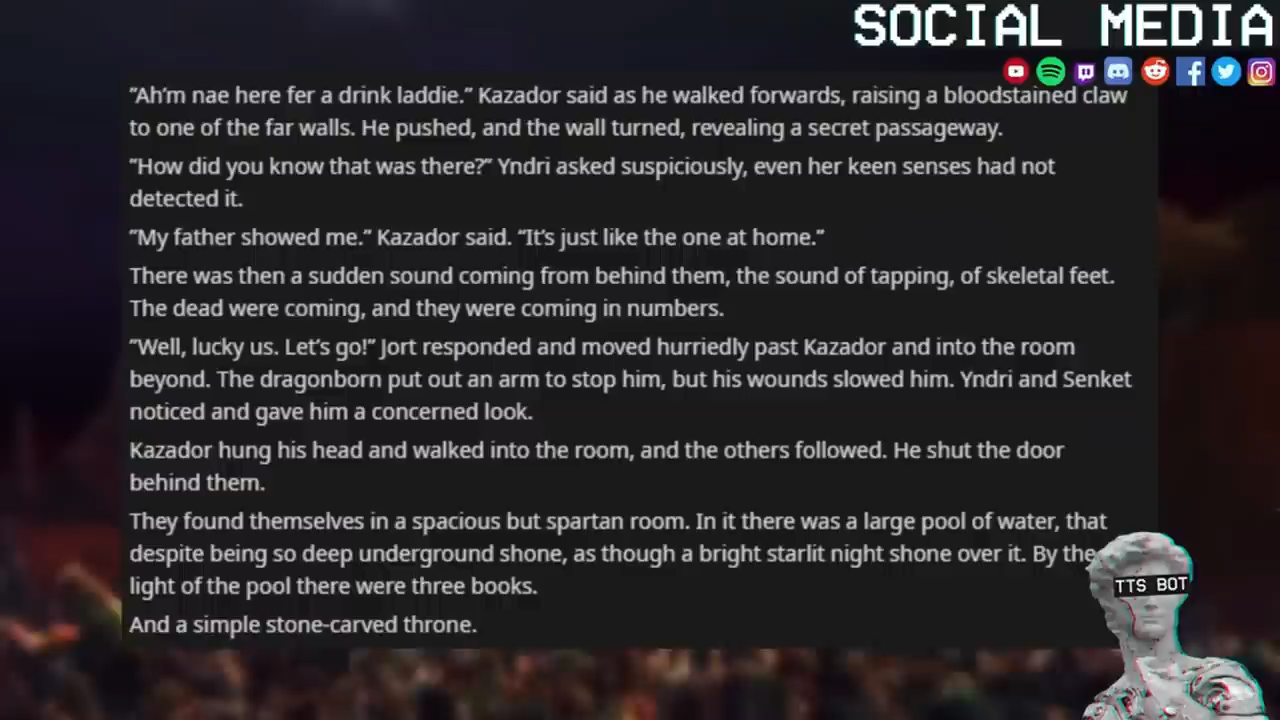 SOCIAL MEDIA
"Ah'm nae here fer a drink laddie." Kazador said as he walked forwards, raising a bloodstained claw
to one of the far walls. He pushed, and the wall turned, revealing a secret passageway.
"How did you know that was there?" Yndri asked suspiciously, even her keen senses had not
detected it.
"My father showed me." Kazador said. "It's just like the one at home."
There was then a sudden sound coming from behind them, the sound of tapping, of skeletal feet.
The dead were coming, and they were coming in numbers.
"Well, lucky us. Let's go!" Jort responded and moved hurriedly past Kazador and into the room
beyond. The dragonborn put out an arm to stop him, but his wounds slowed him. Yndri and Senket
noticed and gave him a concerned look.
Kazador hung his head and walked into the room, and the others followed. He shut the door
behind them.
They found themselves in a spacious but spartan room. In it there was a large pool of water, that
despite being so deep underground shone, as though a bright starlit night shone over it. By the
light of the pool there were three books.
And a simple stone-carved throne.
TTS BOT